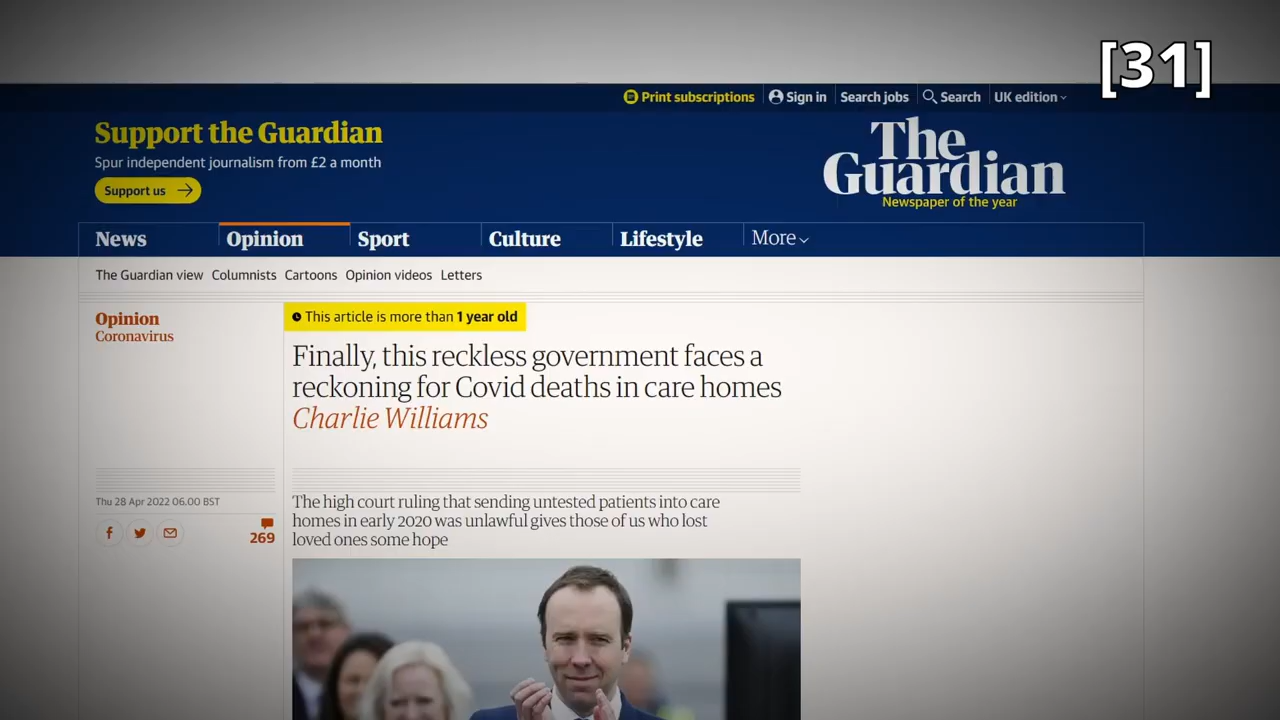 [31]
Print subscriptions
Sign in
Search jobs
Search
UK edition
Support the Guardian
Spur independent journalism from £2 a month
Support us
The
Guardian
Newspaper of the year
News
Opinion
Sport
Culture
Lifestyle
More
The Guardian view
Columnists
Cartoons
Opinion videos
Letters
Opinion
Coronavirus
This article is more than 1 year old
Finally, this reckless government faces a
reckoning for Covid deaths in care homes
Charlie Williams
Thu 28 Apr 2022 06.00 BST
269
The high court ruling that sending untested patients into care
homes in early 2020 was unlawful gives those of us who lost
loved ones some hope